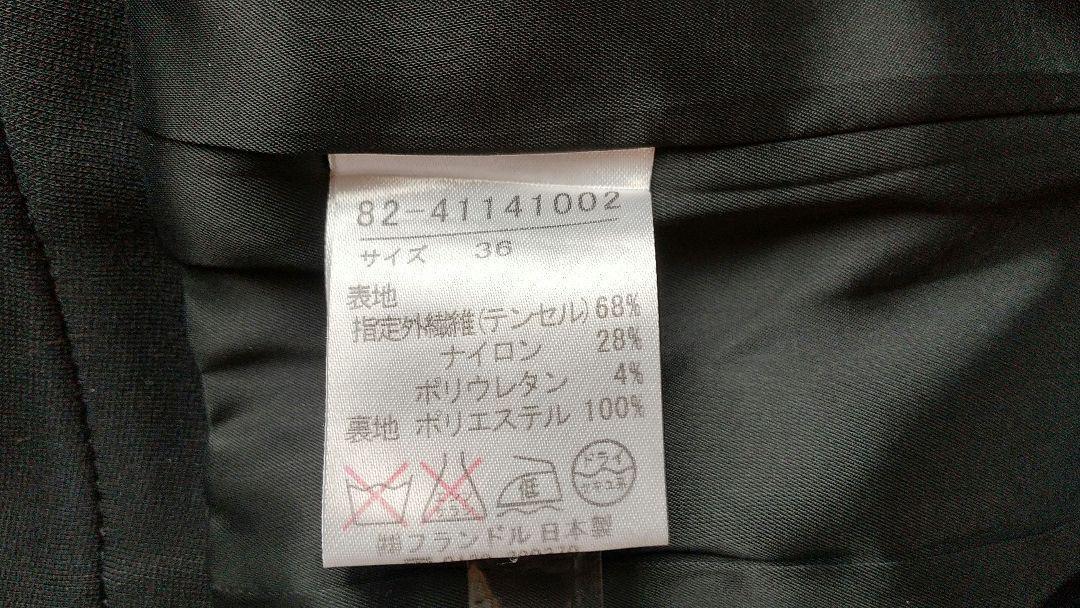 82-41141002
サイズ 36
表地
指定外繊維(テンセル) 68%
ナイロン 28%
ポリウレタン 4%
裏地 ポリエステル 100%
ドライ
㈱フランドル 日本製